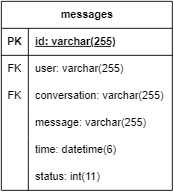 messages
PK id: varchar(255)
FK user: varchar(255)
FK conversation: varchar(255)
message: varchar(255)
time: datetime(6)
status: int(11)